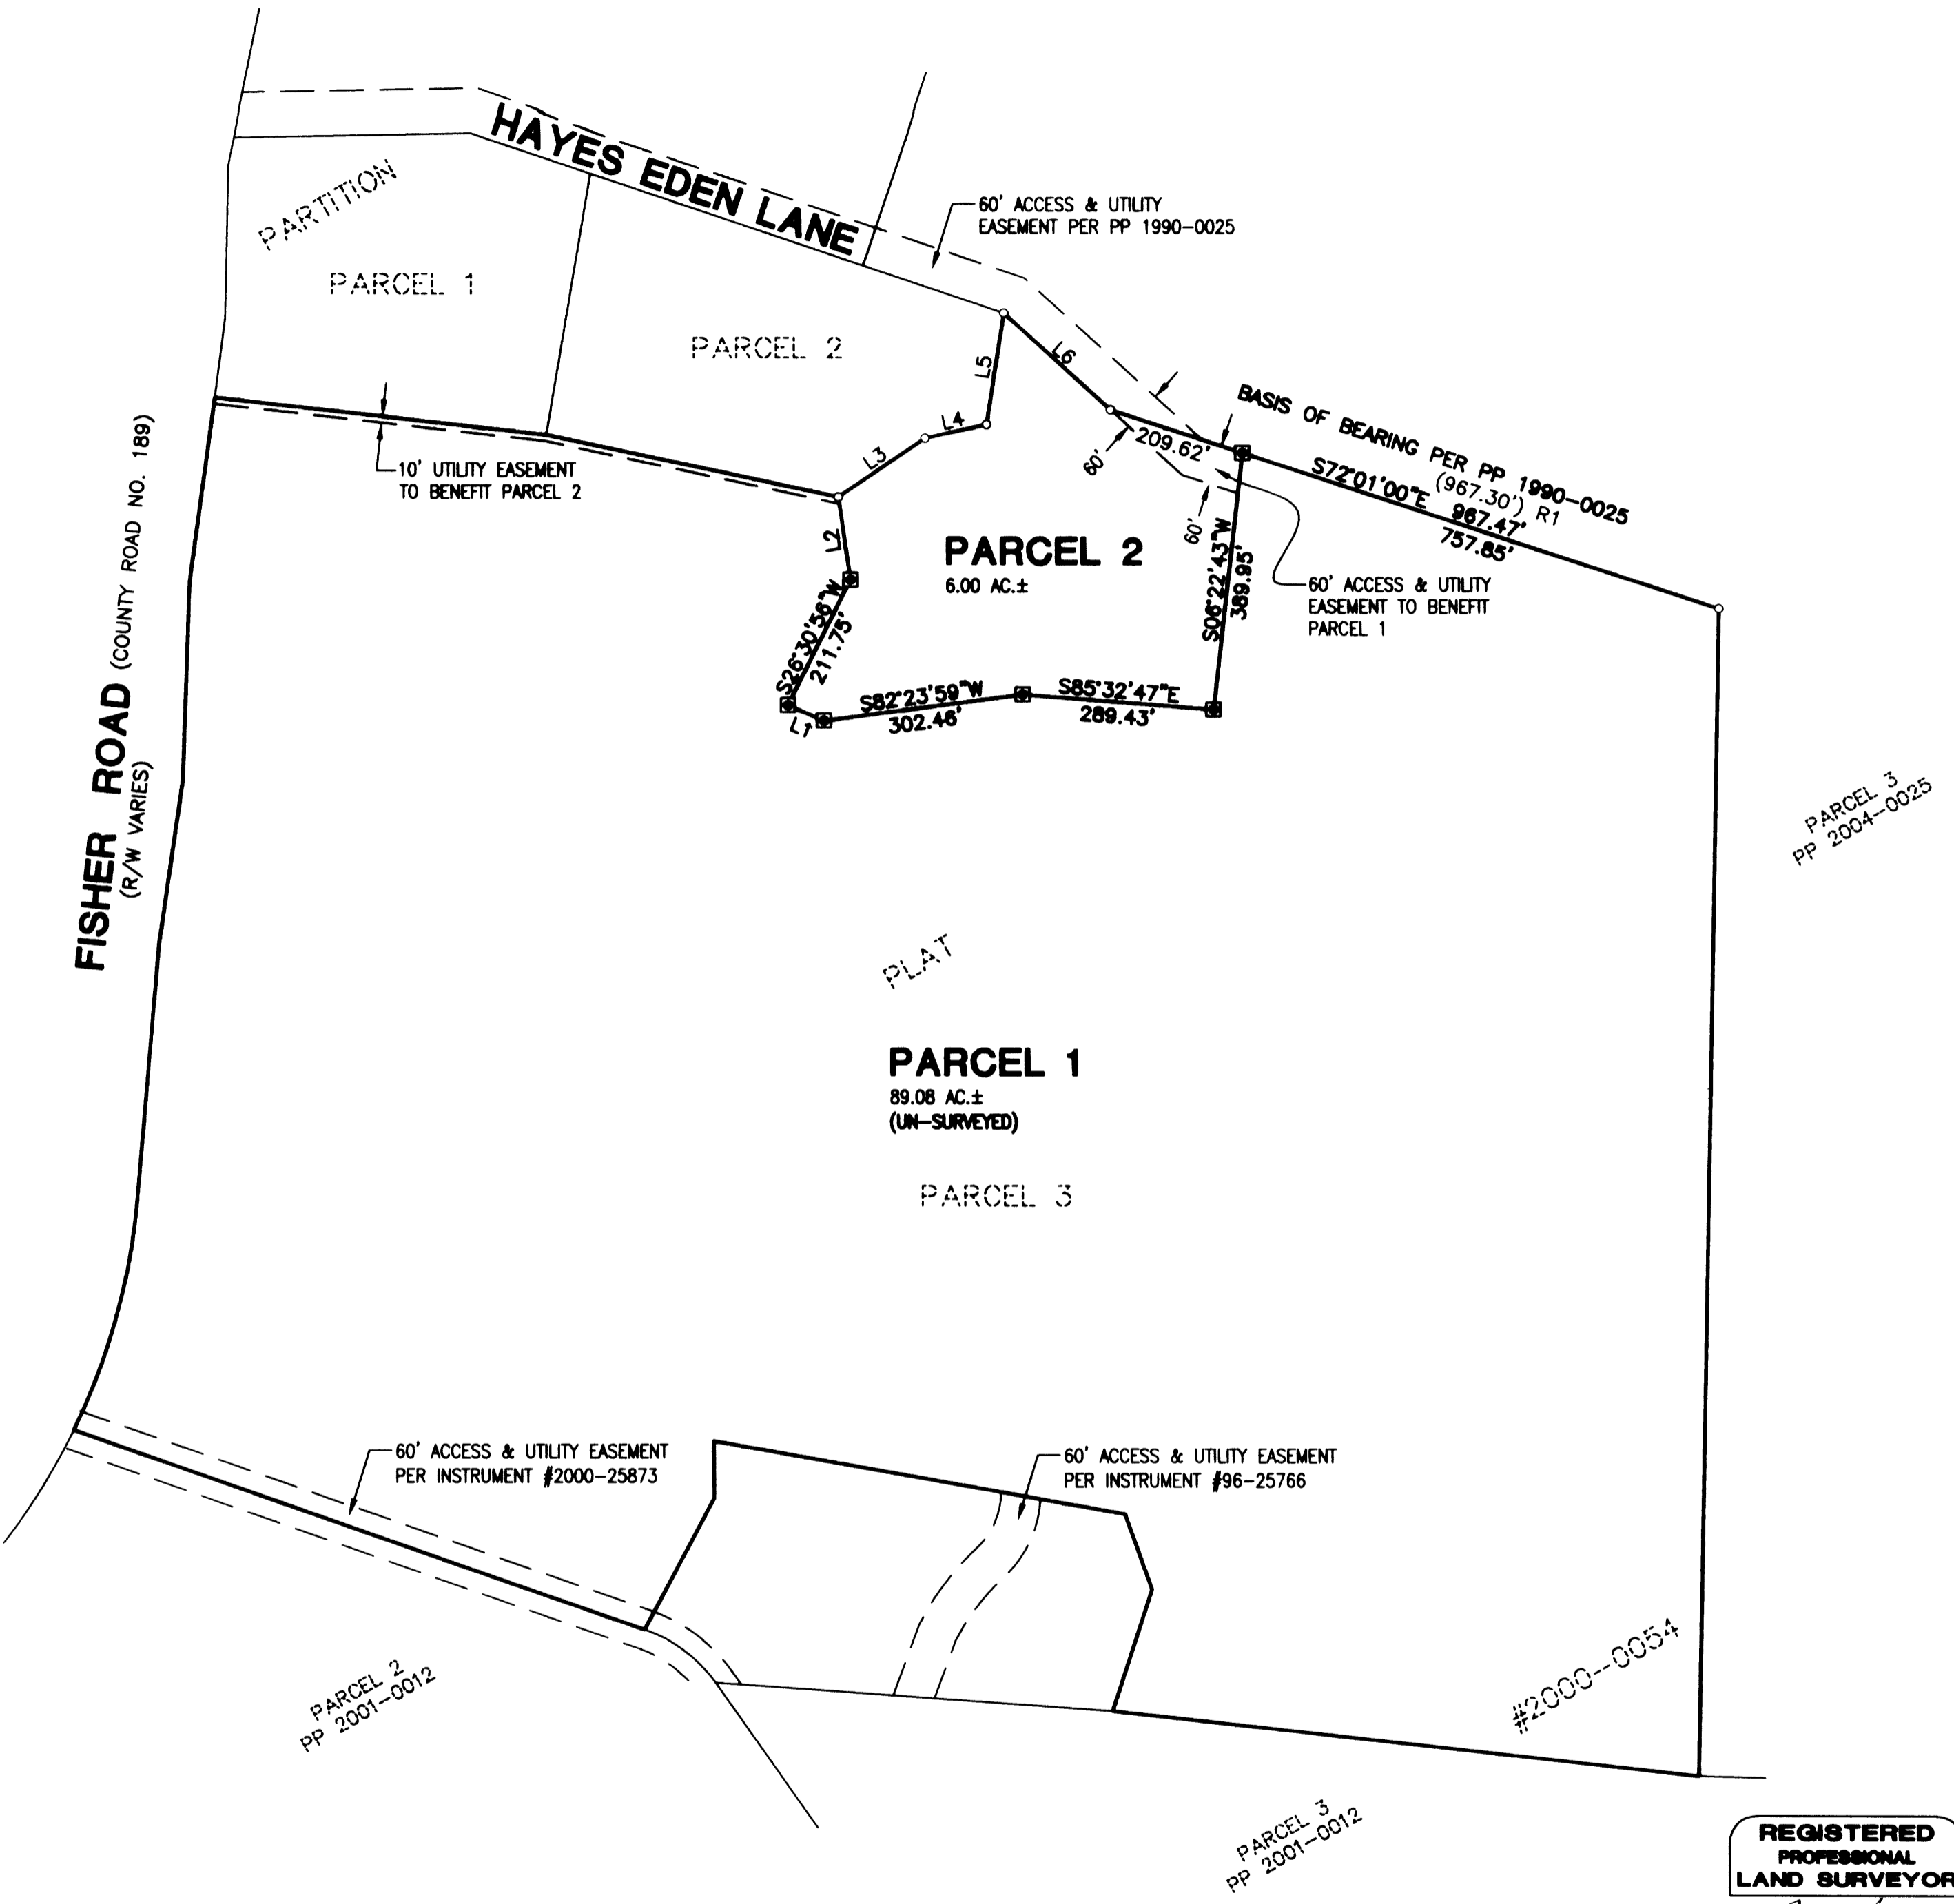 HAYES EDEN LANE
PARTITION
PARCEL 1
PARCEL 2
60' ACCESS & UTILITY
EASEMENT PER PP 1990-0025
L5
L6
L4
L3
L2
10' UTILITY EASEMENT
TO BENEFIT PARCEL 2
BASIS OF BEARING PER PP 1990-0025
S72°01'00"E (967.30') R1
967.47'
757.85'
209.62'
60'
60'
PARCEL 2
6.00 AC.±
S06°22'43"W
389.95'
60' ACCESS & UTILITY
EASEMENT TO BENEFIT
PARCEL 1
S26°30'56"W
211.75'
L1
S82°23'59"W
302.46'
S85°32'47"E
289.43'
FISHER ROAD (COUNTY ROAD NO. 189)
(R/W VARIES)
PARCEL 3
PP 2004-0025
PLAT
PARCEL 1
89.08 AC.±
(UN-SURVEYED)
PARCEL 3
60' ACCESS & UTILITY EASEMENT
PER INSTRUMENT #2000-25873
60' ACCESS & UTILITY EASEMENT
PER INSTRUMENT #96-25766
#2000-0054
PARCEL 2
PP 2001-0012
PARCEL 3
PP 2001-0012
REGISTERED
PROFESSIONAL
LAND SURVEYOR